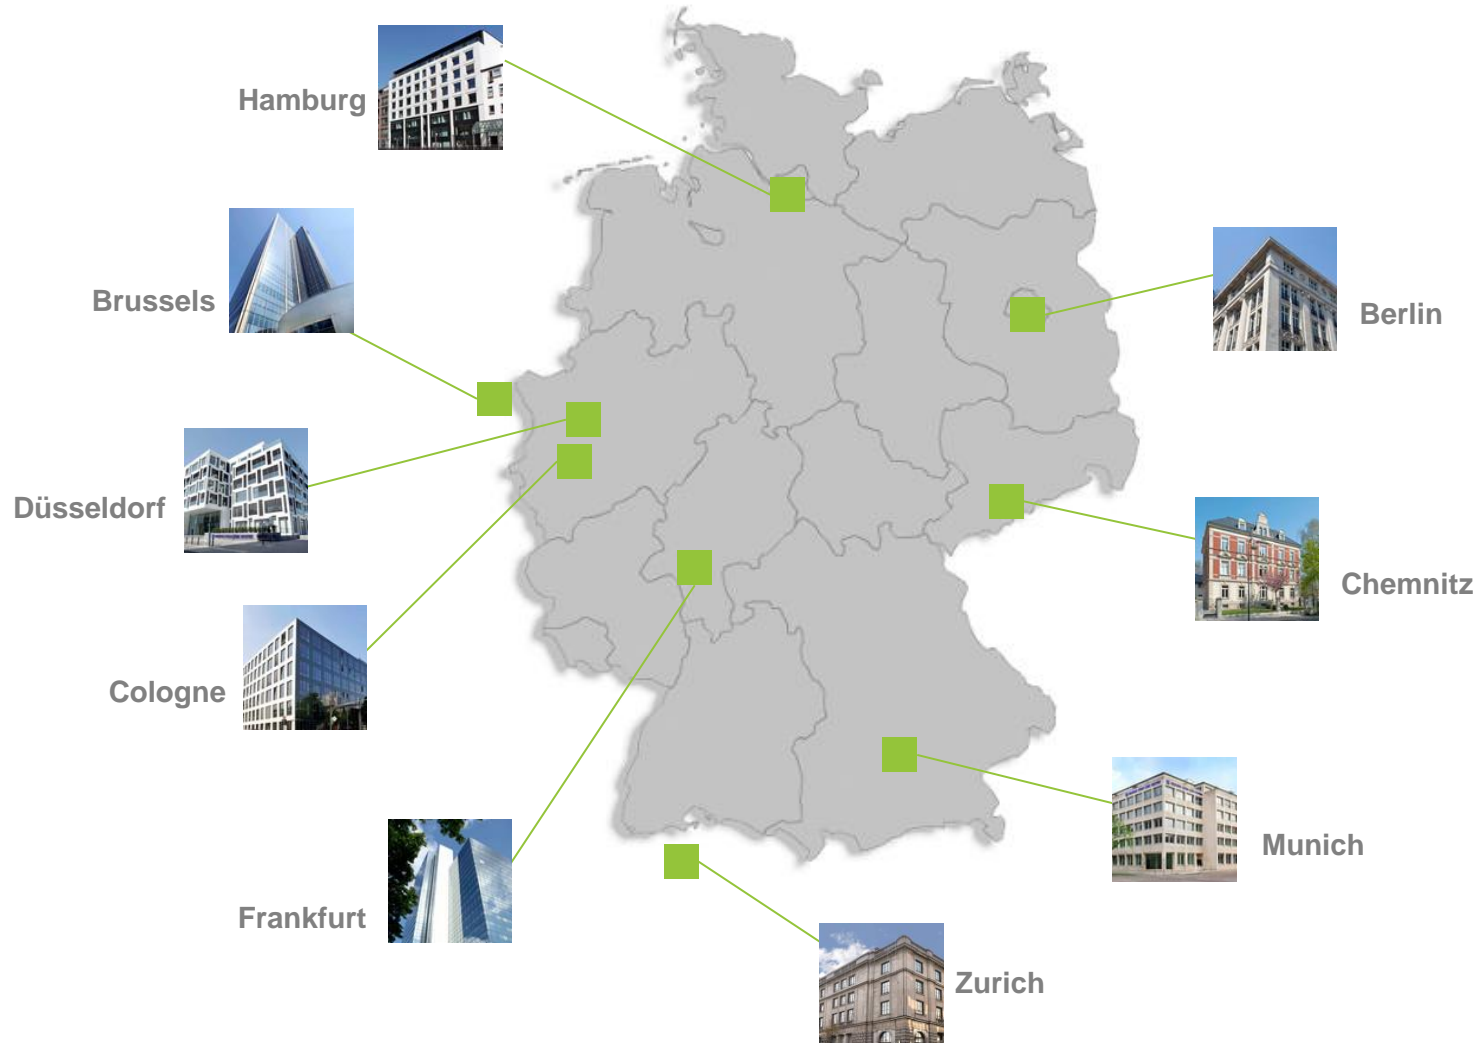 Hamburg
Brussels
Berlin
Düsseldorf
Chemnitz
Cologne
Munich
Frankfurt
Zurich